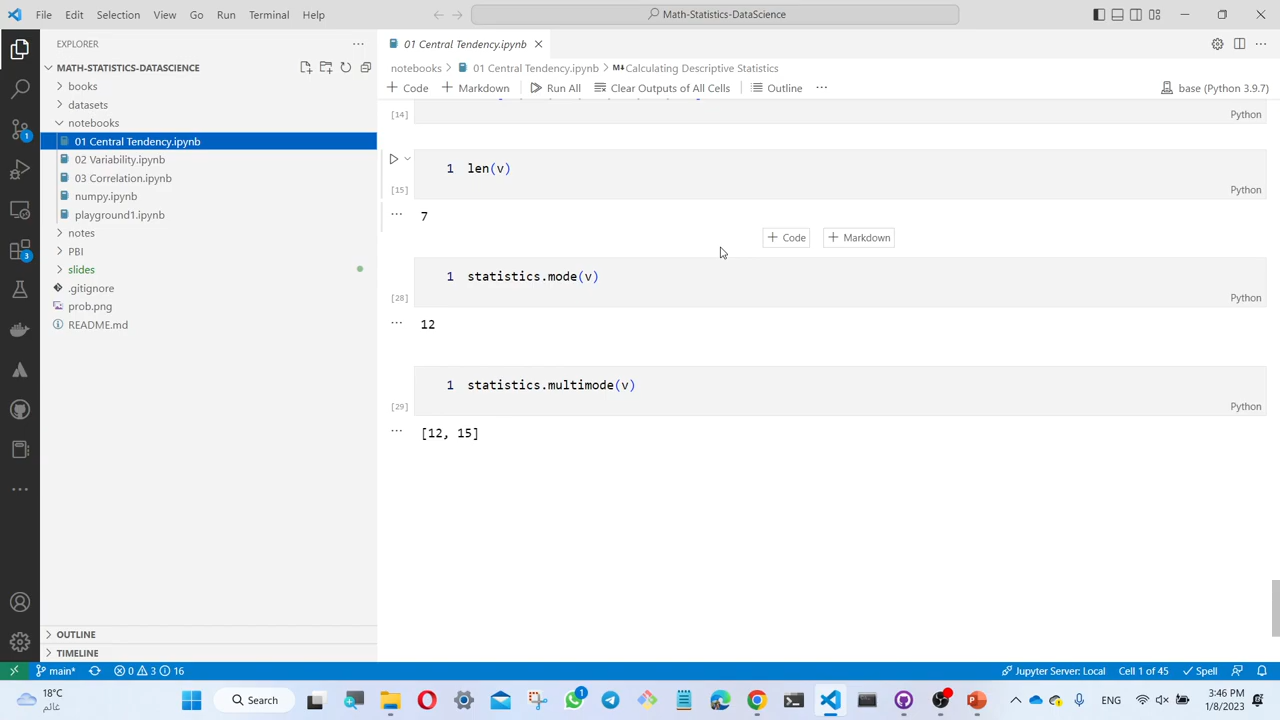 File Edit Selection View Go Run Terminal Help
Math-Statistics-DataScience
EXPLORER
MATH-STATISTICS-DATASCIENCE
books
datasets
notebooks
01 Central Tendency.ipynb
02 Variability.ipynb
03 Correlation.ipynb
numpy.ipynb
playground1.ipynb
notes
PBI
slides
.gitignore
prob.png
README.md
OUTLINE
TIMELINE
01 Central Tendency.ipynb
notebooks > 01 Central Tendency.ipynb > M↓Calculating Descriptive Statistics
+ Code + Markdown Run All Clear Outputs of All Cells Outline ... base (Python 3.9.7)
[14] Python
1 len(v)
[15] Python
... 7
+ Code + Markdown
1 statistics.mode(v)
[28] Python
... 12
1 statistics.multimode(v)
[29] Python
... [12, 15]
1
3
main* 0 3 16 Jupyter Server: Local Cell 1 of 45 Spell
18°C
غائم
Search
1
ENG
3:46 PM
1/8/2023